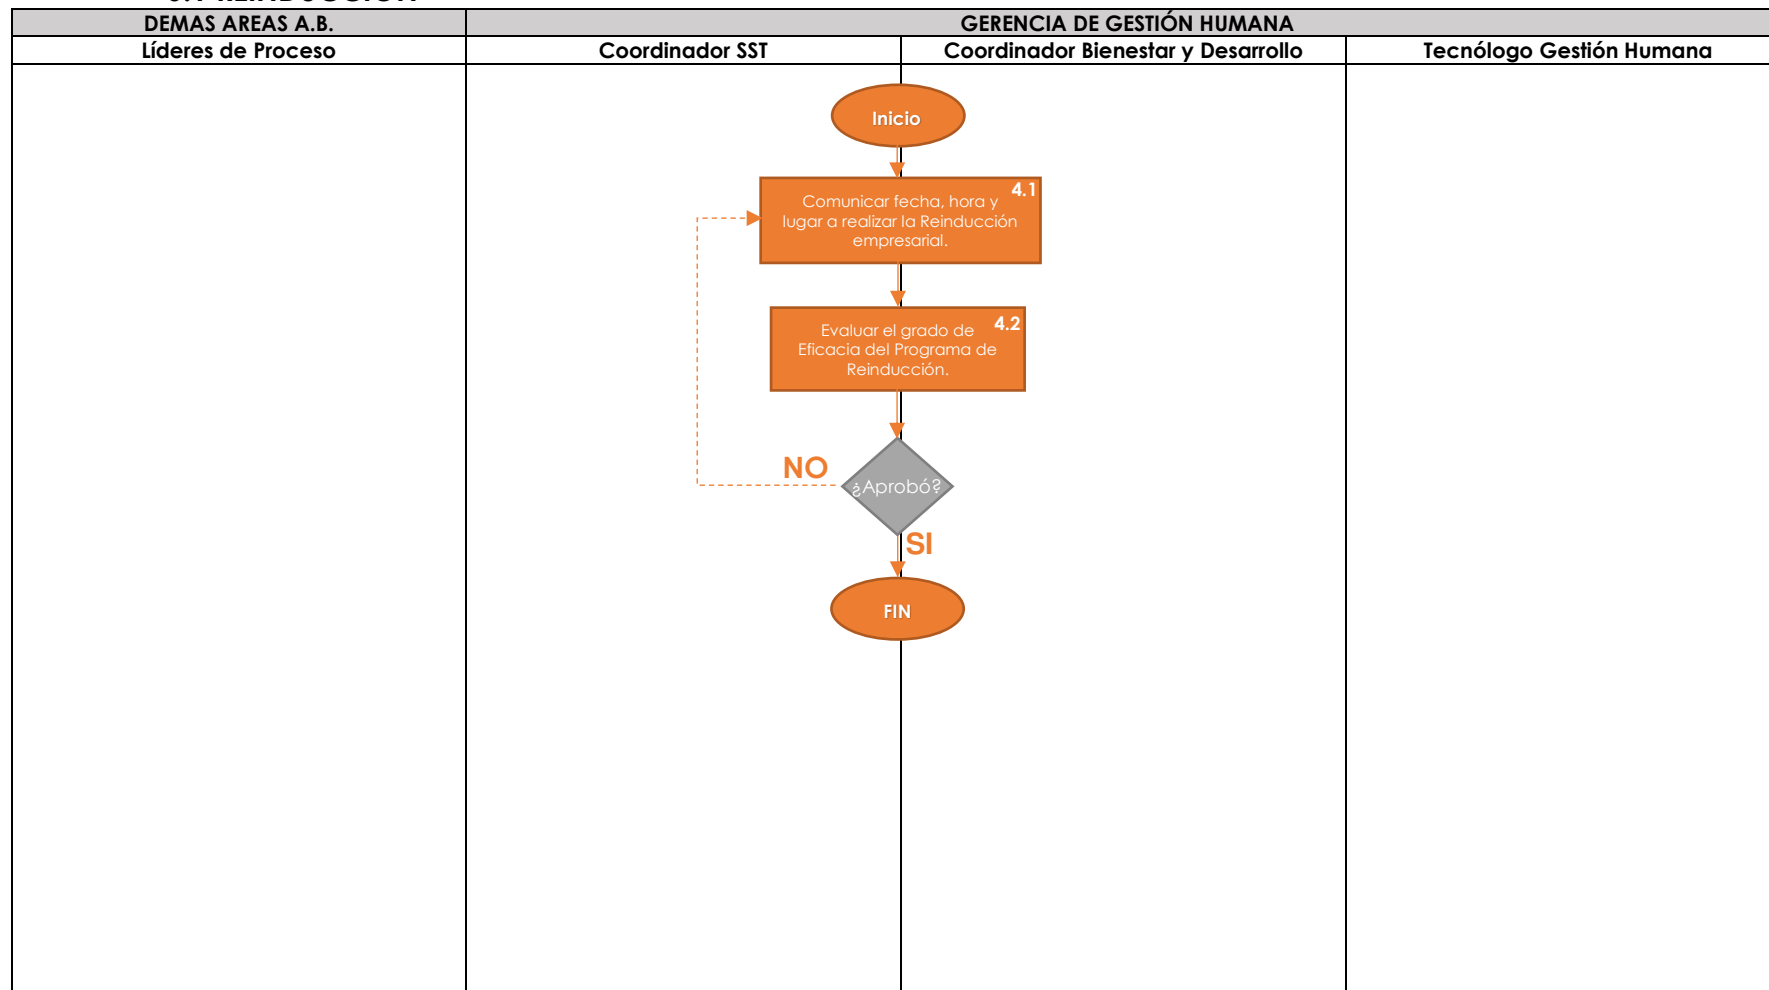 DEMAS AREAS A.B.
GERENCIA DE GESTIÓN HUMANA
Líderes de Proceso
Coordinador SST
Coordinador Bienestar y Desarrollo
Tecnólogo Gestión Humana
Inicio
4.1
Comunicar fecha, hora y
lugar a realizar la Reinducción
empresarial.
4.2
Evaluar el grado de
Eficacia del Programa de
Reinducción.
NO
¿Aprobó?
SI
FIN